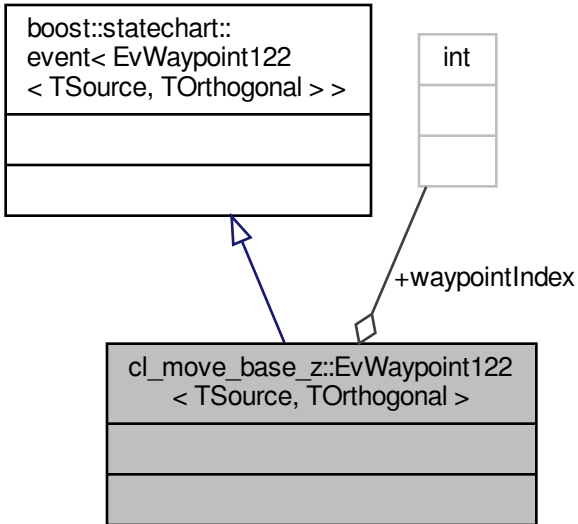 boost::statechart::
event< EvWaypoint122
< TSource, TOrthogonal > >
int
+waypointIndex
cl_move_base_z::EvWaypoint122
< TSource, TOrthogonal >